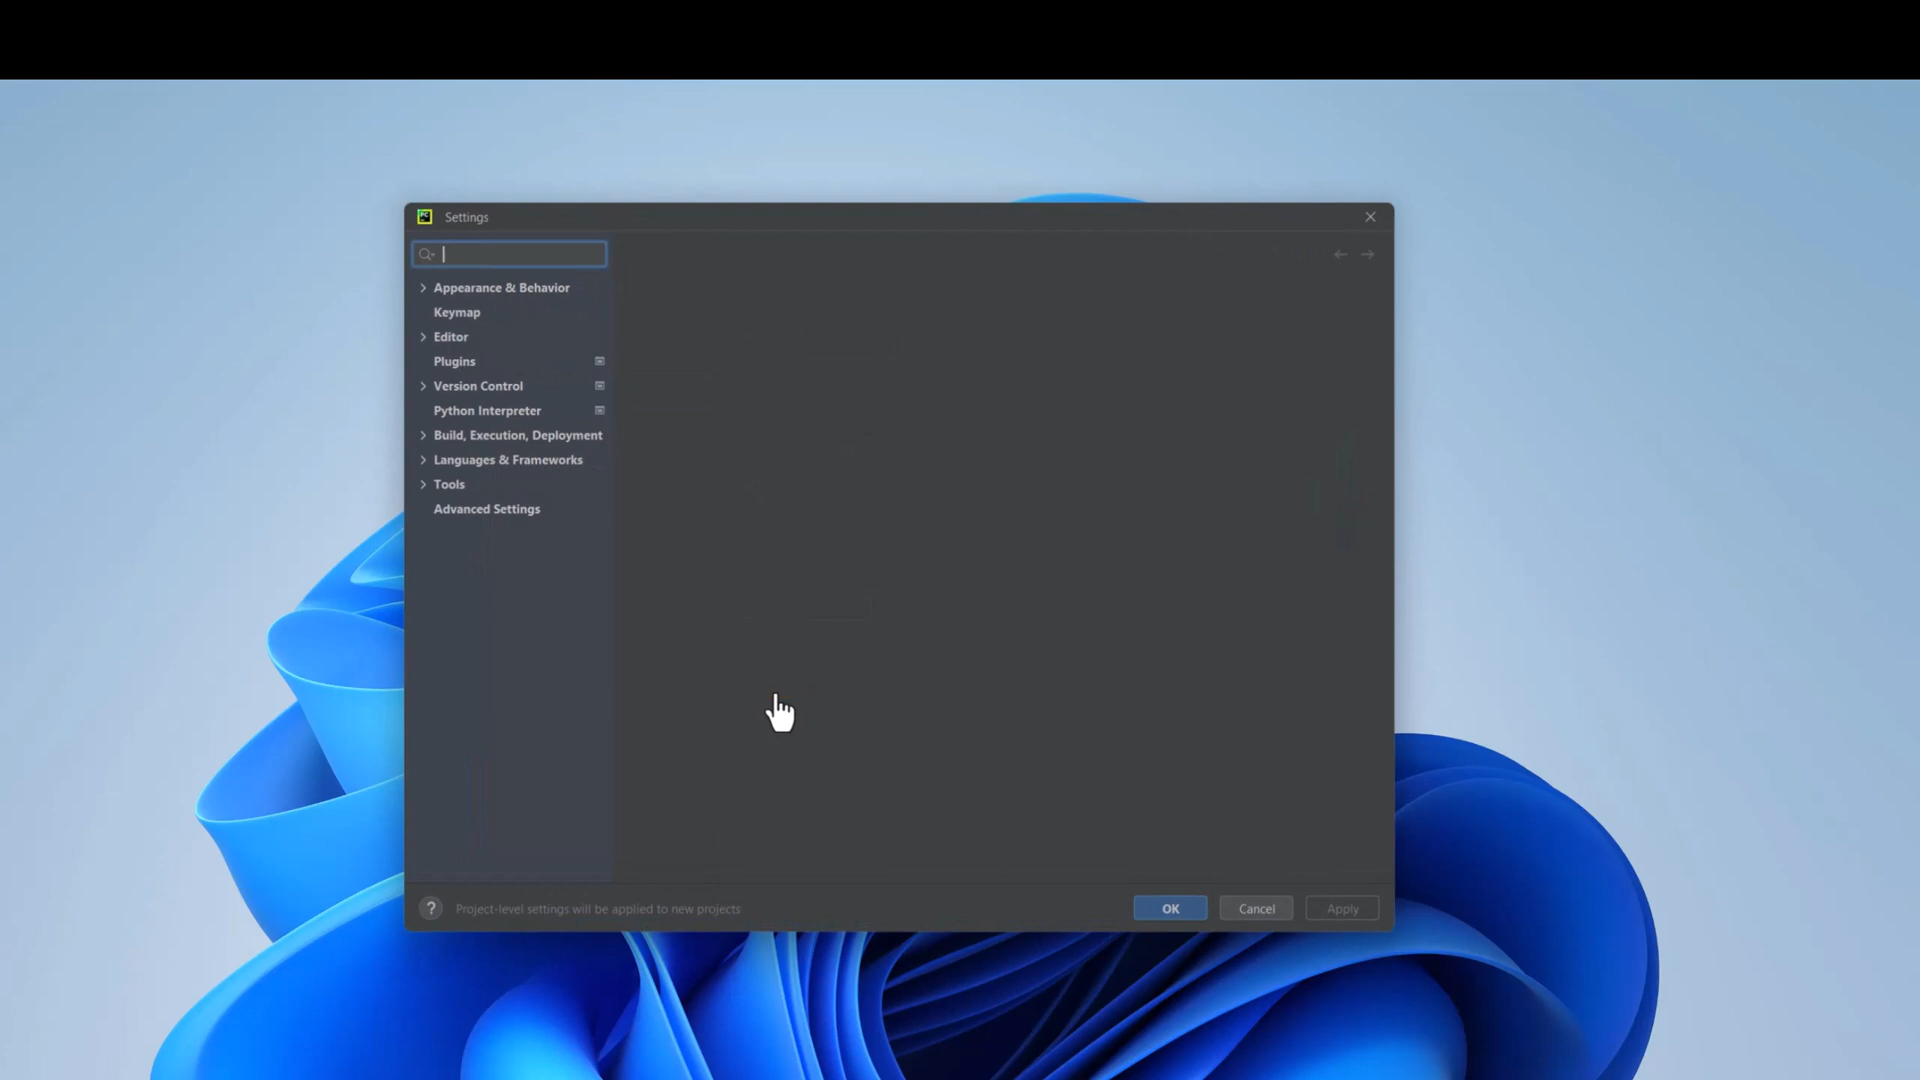 PC
Settings
Appearance & Behavior
Keymap
Editor
Plugins
Version Control
Python Interpreter
Build, Execution, Deployment
Languages & Frameworks
Tools
Advanced Settings
? Project-level settings will be applied to new projects
OK Cancel Apply